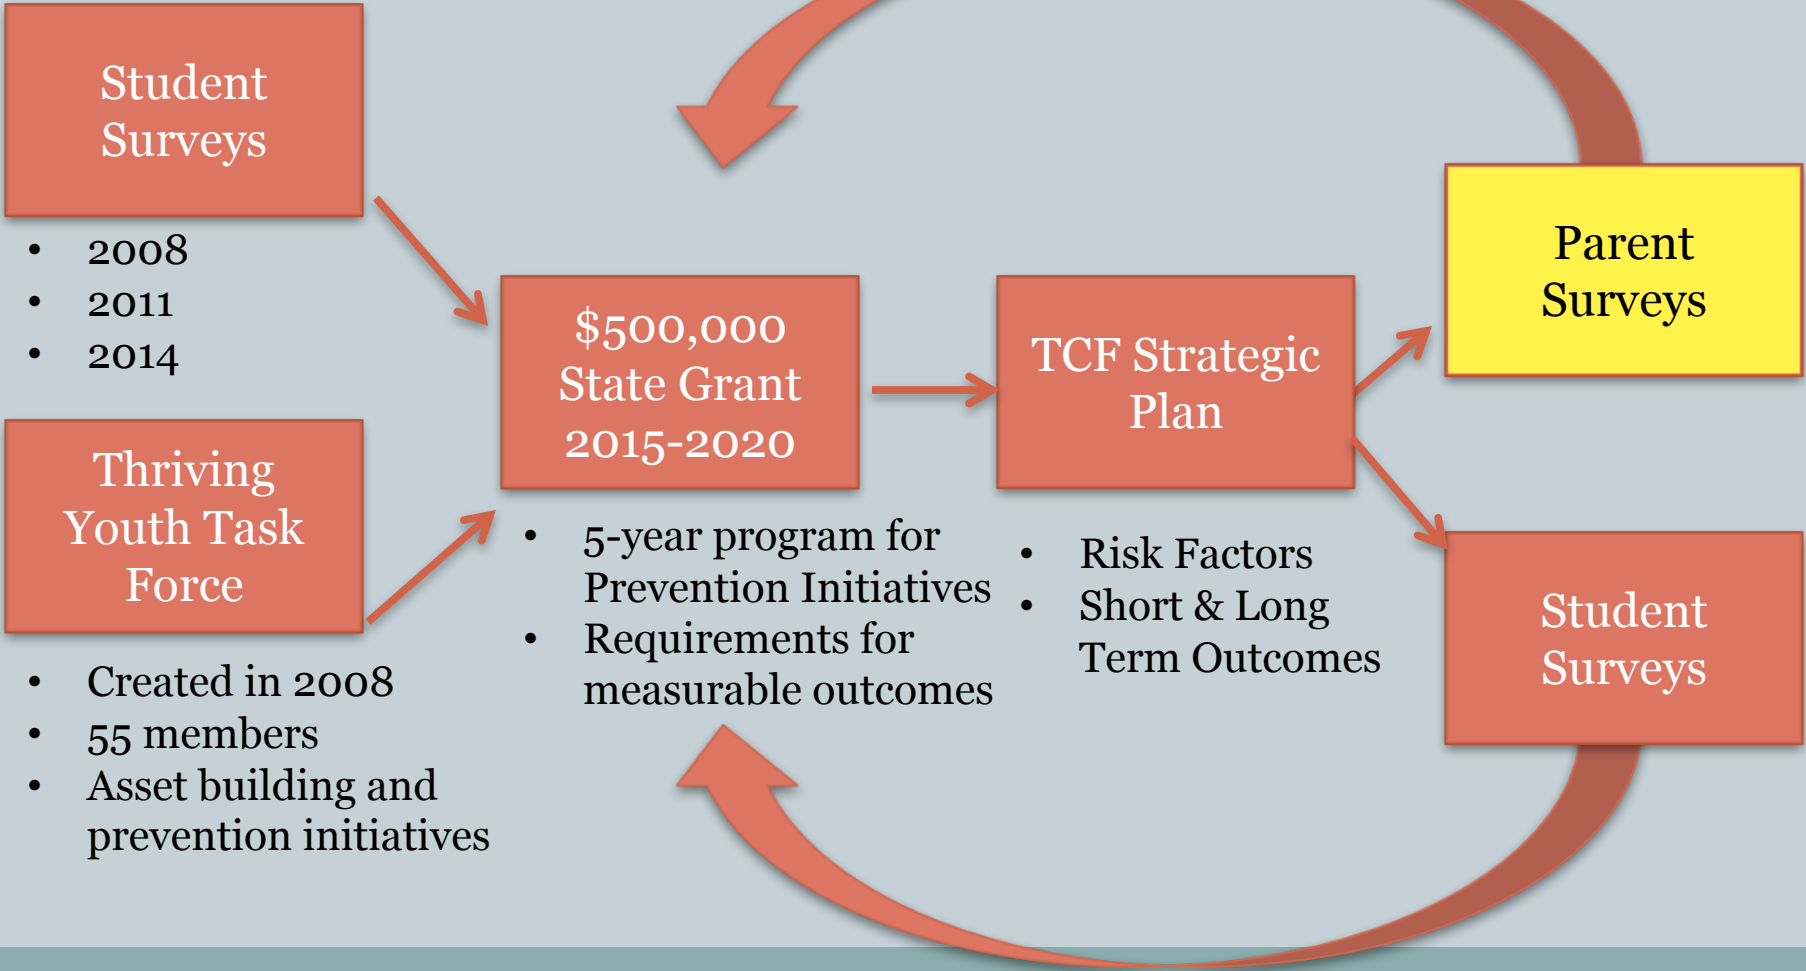 Student
Surveys
• 2008
• 2011
• 2014
Thriving
Youth Task
Force
• Created in 2008
• 55 members
• Asset building and
prevention initiatives
$500,000
State Grant
2015-2020
• 5-year program for
Prevention Initiatives
• Requirements for
measurable outcomes
TCF Strategic
Plan
• Risk Factors
• Short & Long
Term Outcomes
Parent
Surveys
Student
Surveys